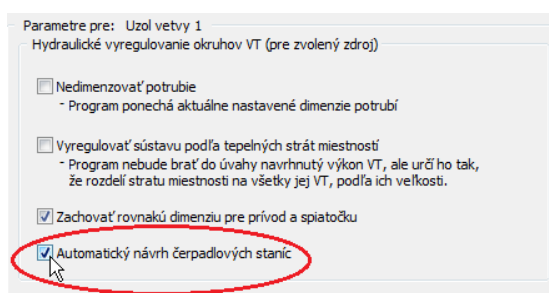 Parametre pre: Uzol vetvy 1
Hydraulické vyregulovanie okruhov VT (pre zvolený zdroj)
Nedimenzovať potrubie
- Program ponechá aktuálne nastavené dimenzie potrubí
Vyregulovať sústavu podľa tepelných strát miestností
- Program nebude brať do úvahy navrhnutý výkon VT, ale určí ho tak,
že rozdelí stratu miestnosti na všetky jej VT, podľa ich veľkosti.
Zachovať rovnakú dimenziu pre prívod a spiatočku
Automatický návrh čerpadlových staníc